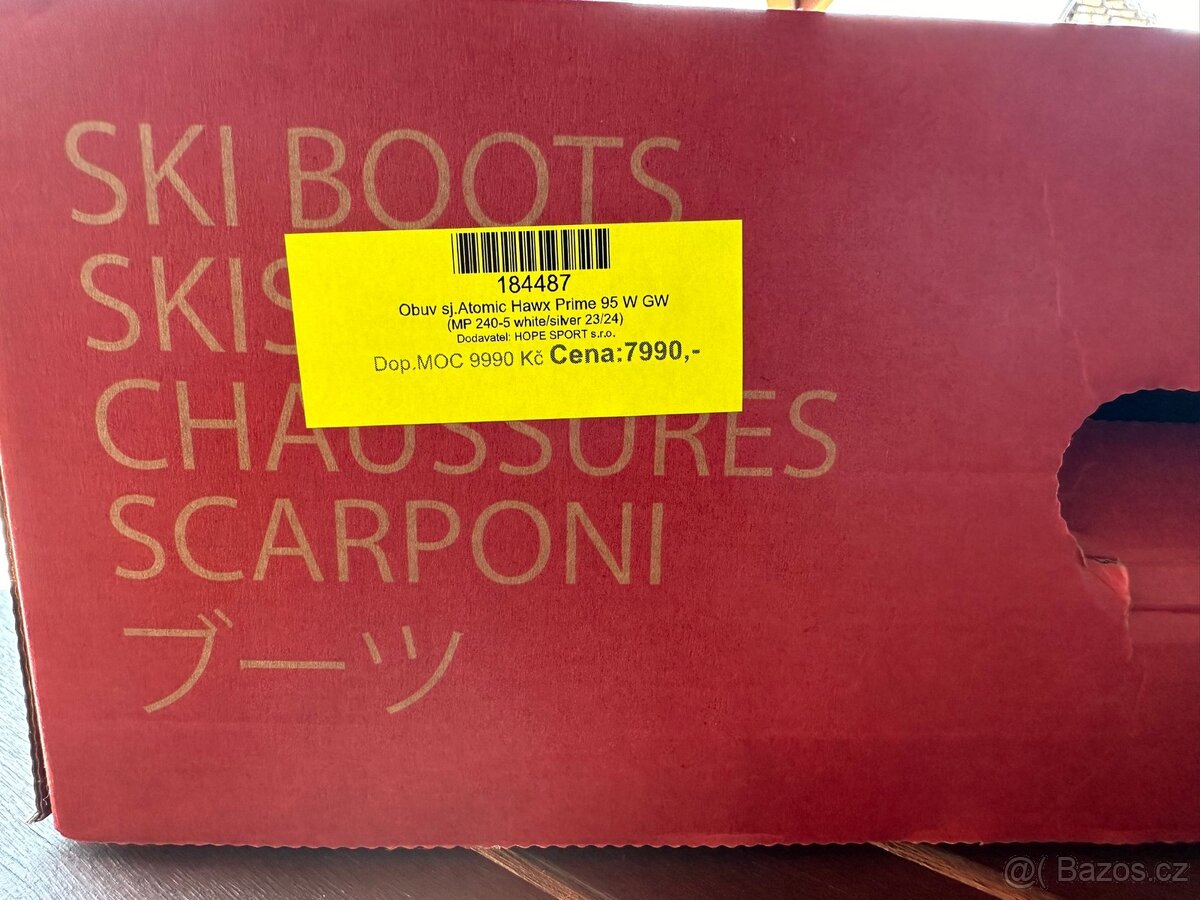 SKI BOOTS
184487
Obuv sj.Atomic Hawx Prime 95 W GW
(MP 240-5 white/silver 23/24)
Dodavatel: HOPE SPORT s.r.o.
Dop.MOC 9990 Kč Cena:7990,-
CHAUSSURES
SCARPONI
ブーツ
@( Bazos.cz